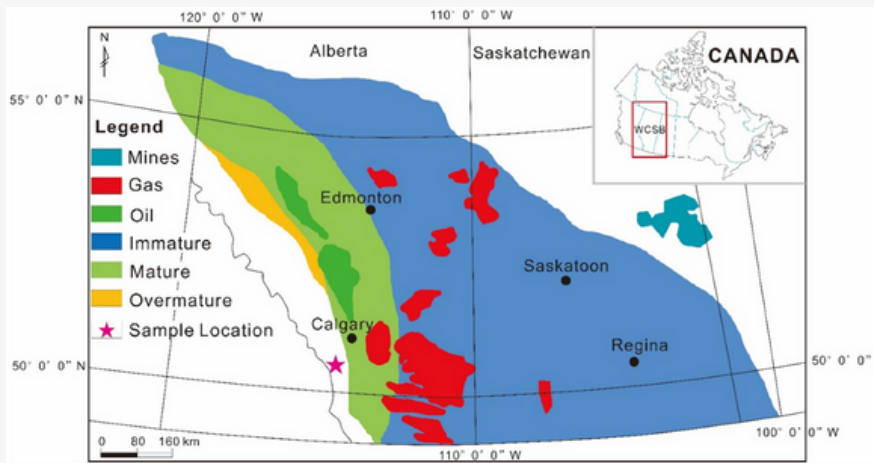 120° 0' 0" W
110° 0' 0" W
N
Alberta
Saskatchewan
CANADA
WCSB
55° 0' 0" N
Legend
Mines
Gas
Oil
Immature
Mature
Overmature
Sample Location
Edmonton
Saskatoon
Calgary
Regina
50° 0' 0" N
50° 0' 0" N
0 80 160 km
110° 0' 0" W
100° 0' 0" W